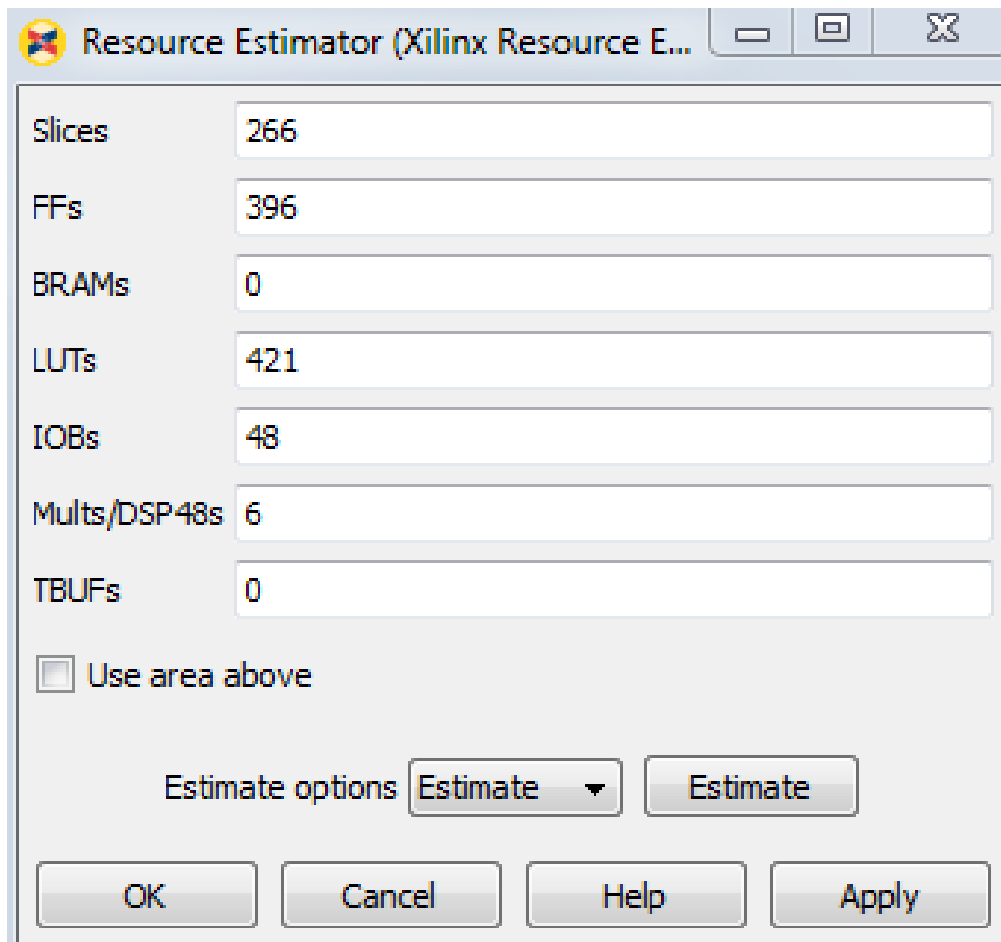 Resource Estimator (Xilinx Resource E...
Slices 266
FFs 396
BRAMs 0
LUTs 421
IOBs 48
Mults/DSP48s 6
TBUFs 0
Use area above
Estimate options Estimate Estimate
OK Cancel Help Apply